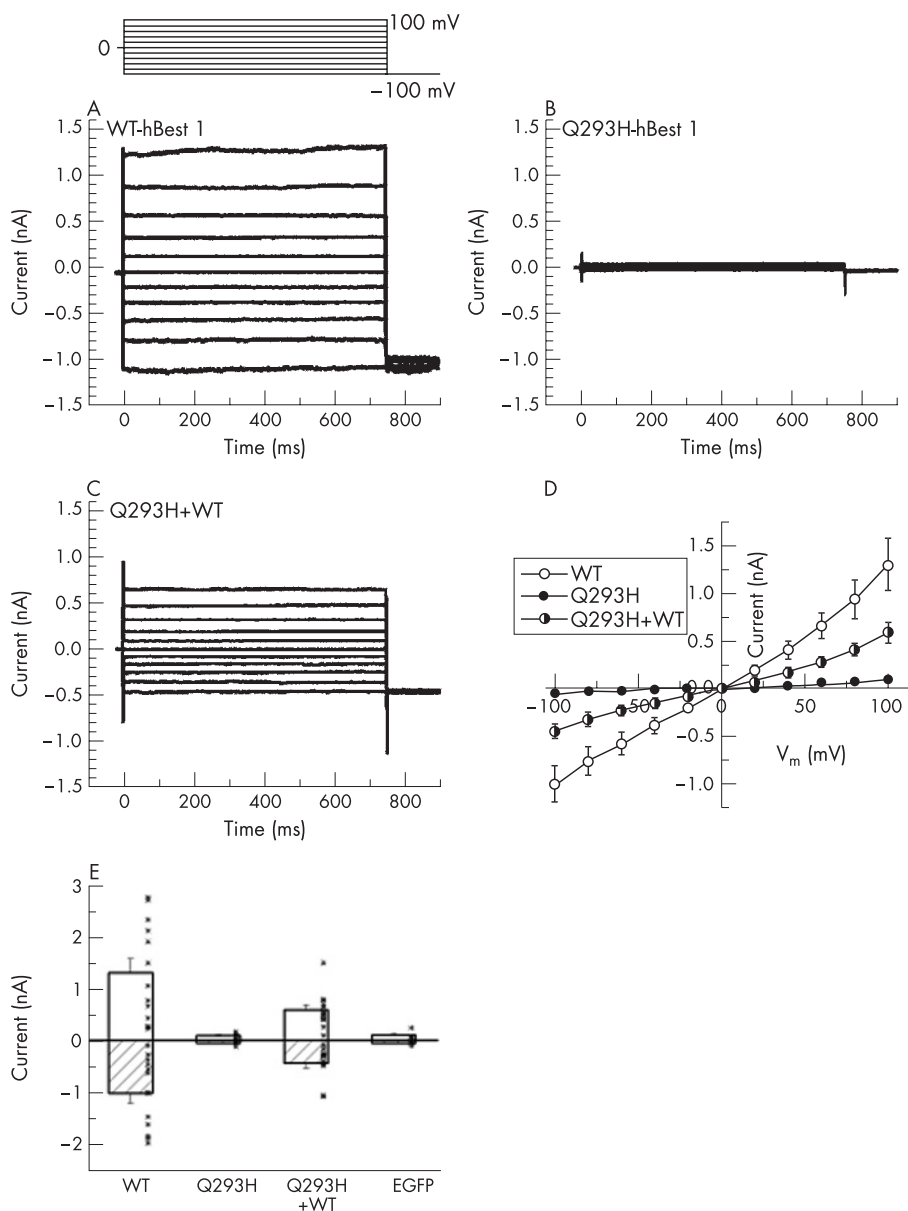 100 mV
0
−100 mV
A
WT-hBest 1
1.5
1.0
0.5
0.0
−0.5
−1.0
−1.5
Current (nA)
0 200 400 600 800
Time (ms)
B
Q293H-hBest 1
1.5
1.0
0.5
0.0
−0.5
−1.0
−1.5
Current (nA)
0 200 400 600 800
Time (ms)
C
Q293H+WT
1.5
1.0
0.5
0.0
−0.5
−1.0
−1.5
Current (nA)
0 200 400 600 800
Time (ms)
D
WT
Q293H
Q293H+WT
1.5
1.0
0.5
0
−0.5
−1.0
Current (nA)
−100 −50 0 50 100
Vm (mV)
E
3
2
1
0
−1
−2
Current (nA)
WT Q293H Q293H EGFP
+WT